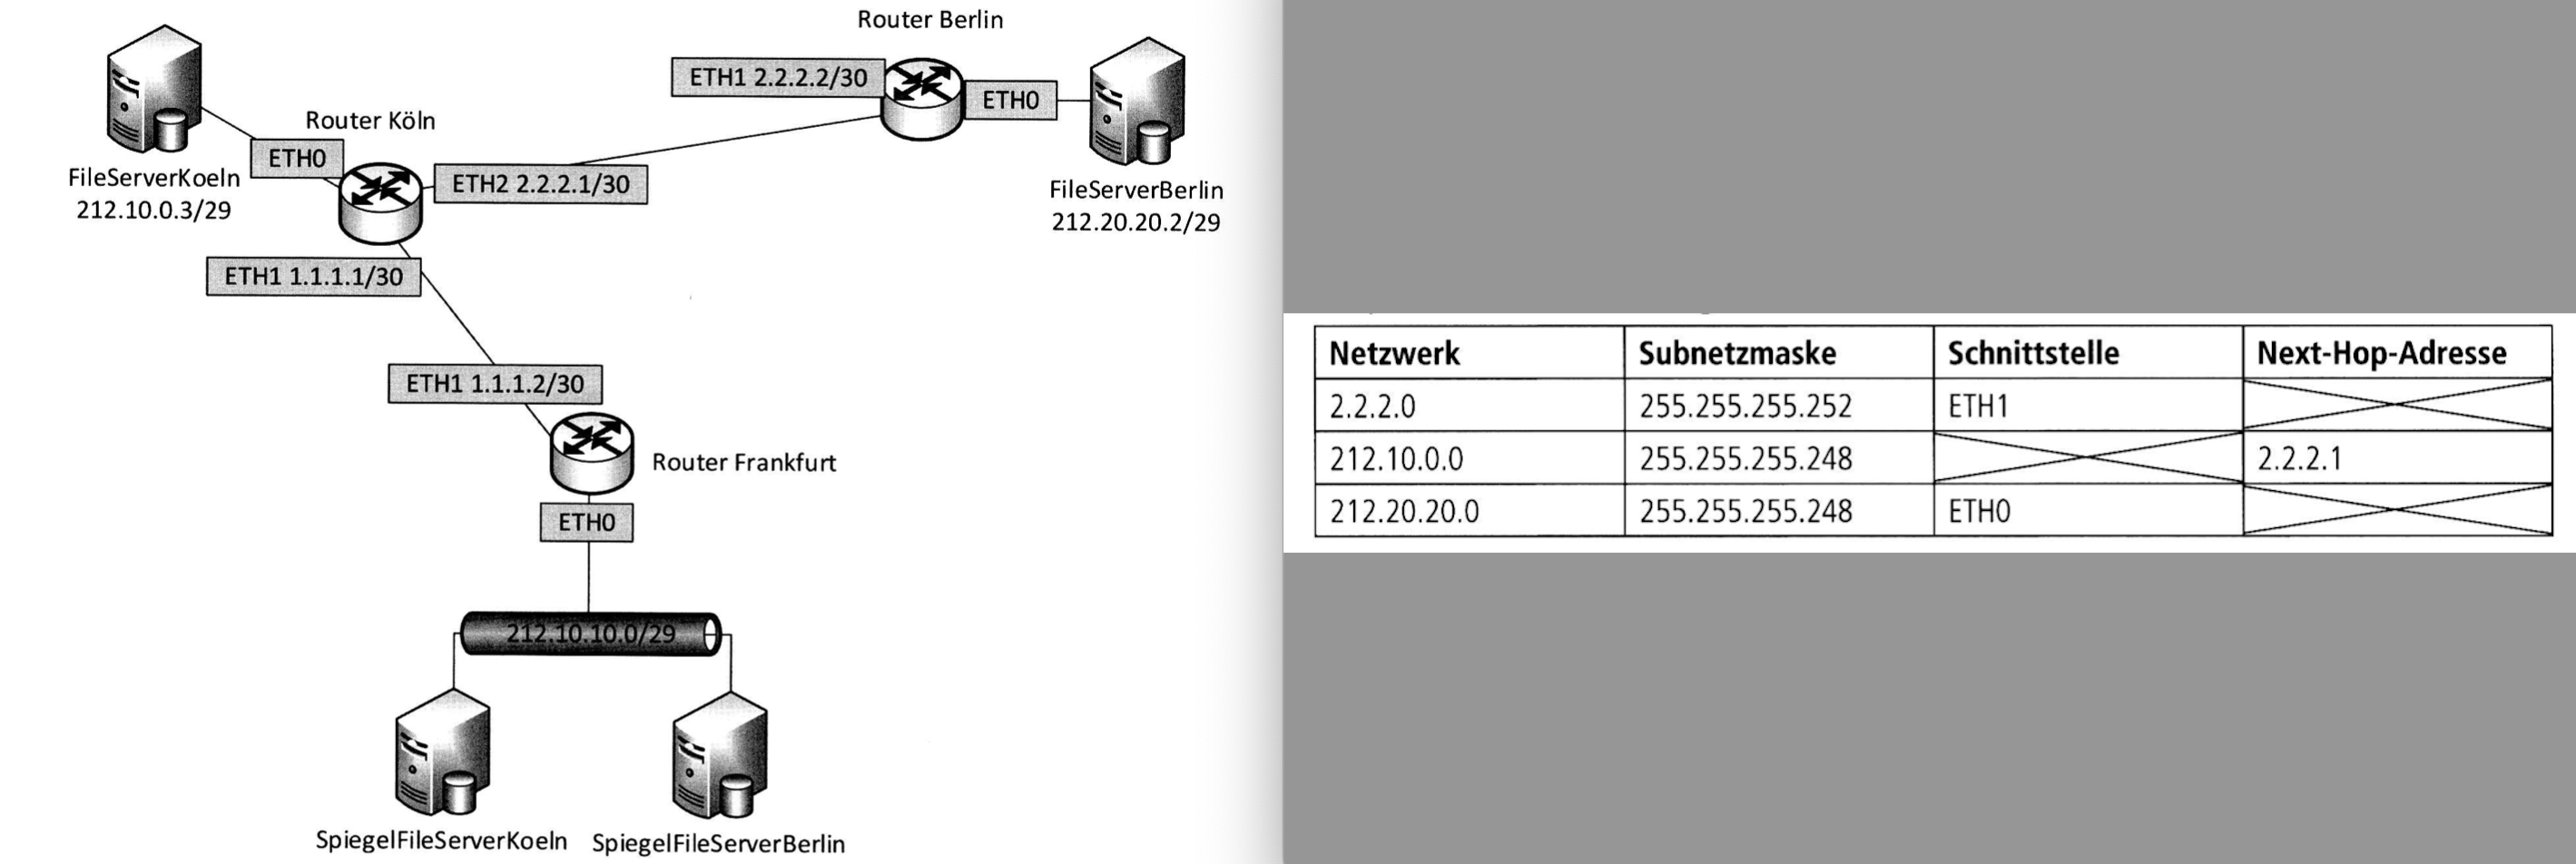 Router Berlin
ETH1 2.2.2.2/30
ETH0
Router Köln
ETH0
FileServerKoeln
212.10.0.3/29
ETH2 2.2.2.1/30
FileServerBerlin
212.20.20.2/29
ETH1 1.1.1.1/30
ETH1 1.1.1.2/30
Router Frankfurt
ETH0
212.10.10.0/29
SpiegelFileServerKoeln
SpiegelFileServerBerlin
Netzwerk Subnetzmaske Schnittstelle Next-Hop-Adresse
2.2.2.0 255.255.255.252 ETH1
212.10.0.0 255.255.255.248 2.2.2.1
212.20.20.0 255.255.255.248 ETH0